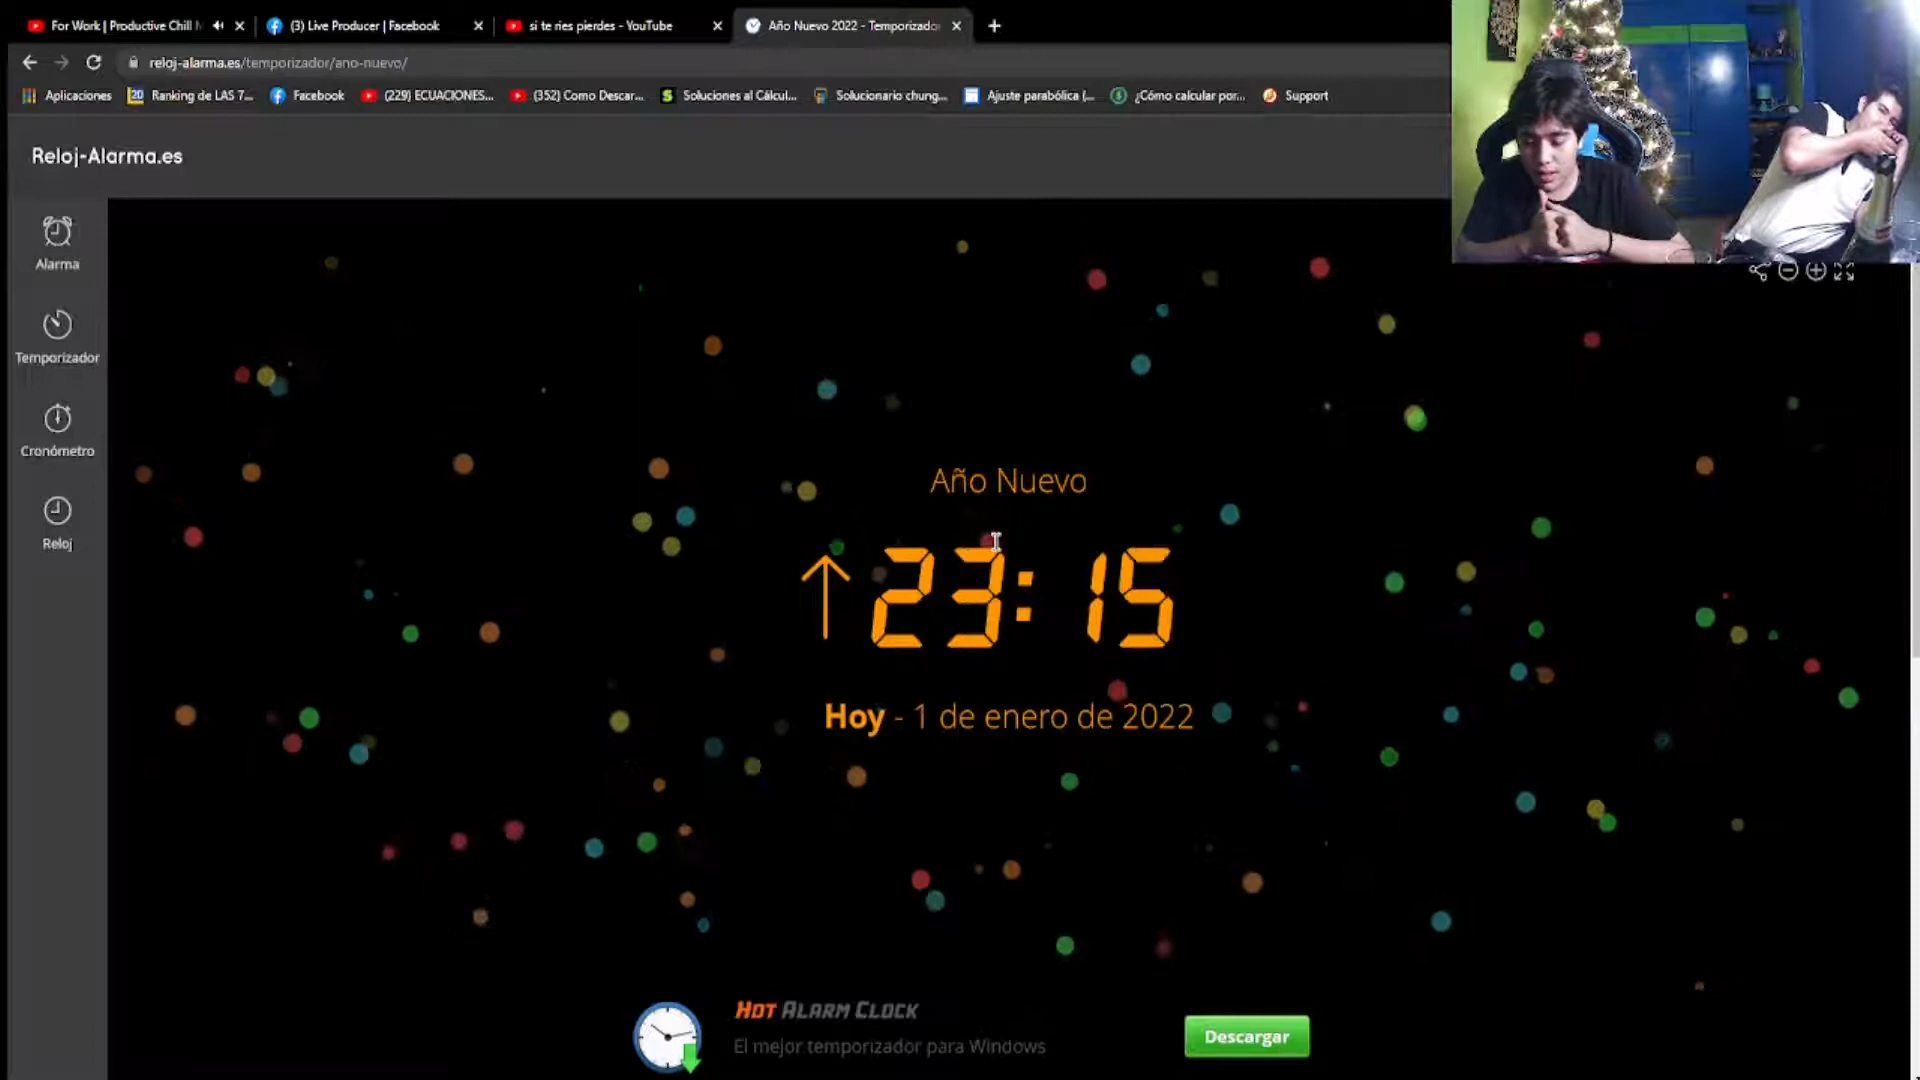 For Work | Productive Chill
(3) Live Producer | Facebook
si te ries pierdes - YouTube
Año Nuevo 2022 - Temporizado
reloj-alarma.es/temporizador/ano-nuevo/
Aplicaciones
Ranking de LAS 7...
Facebook
(229) ECUACIONES...
(352) Como Descar...
Soluciones al Cálcul...
Solucionario chung...
Ajuste parabólica (...
¿Cómo calcular por...
Support
Reloj-Alarma.es
Alarma
Temporizador
Cronómetro
Reloj
Año Nuevo
↑ 23:15
Hoy - 1 de enero de 2022
HOT ALARM CLOCK
El mejor temporizador para Windows
Descargar